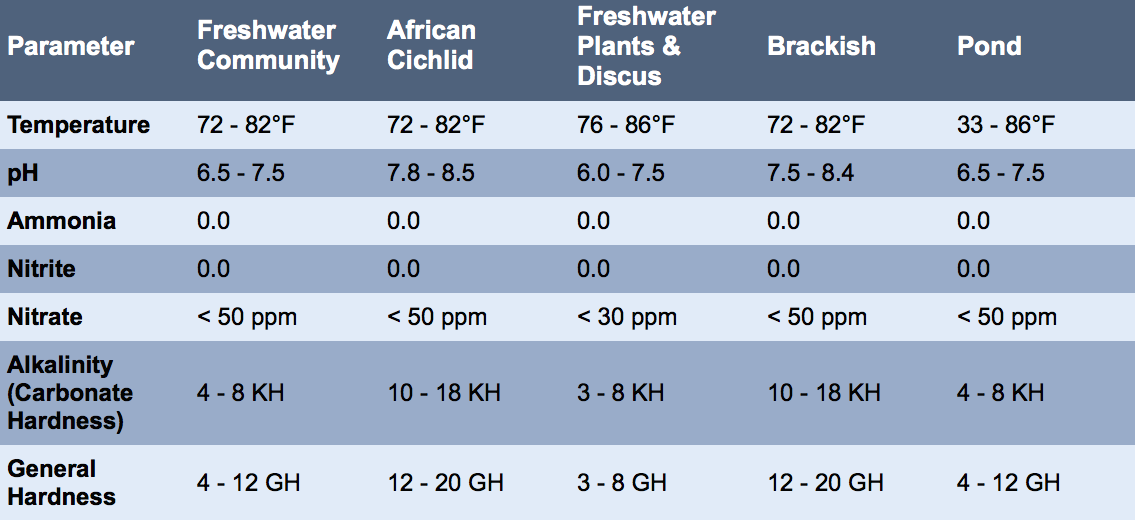 Parameter Freshwater Community African Cichlid Freshwater Plants & Discus Brackish Pond
Temperature 72 - 82°F 72 - 82°F 76 - 86°F 72 - 82°F 33 - 86°F
pH 6.5 - 7.5 7.8 - 8.5 6.0 - 7.5 7.5 - 8.4 6.5 - 7.5
Ammonia 0.0 0.0 0.0 0.0 0.0
Nitrite 0.0 0.0 0.0 0.0 0.0
Nitrate < 50 ppm < 50 ppm < 30 ppm < 50 ppm < 50 ppm
Alkalinity (Carbonate Hardness) 4 - 8 KH 10 - 18 KH 3 - 8 KH 10 - 18 KH 4 - 8 KH
General Hardness 4 - 12 GH 12 - 20 GH 3 - 8 GH 12 - 20 GH 4 - 12 GH